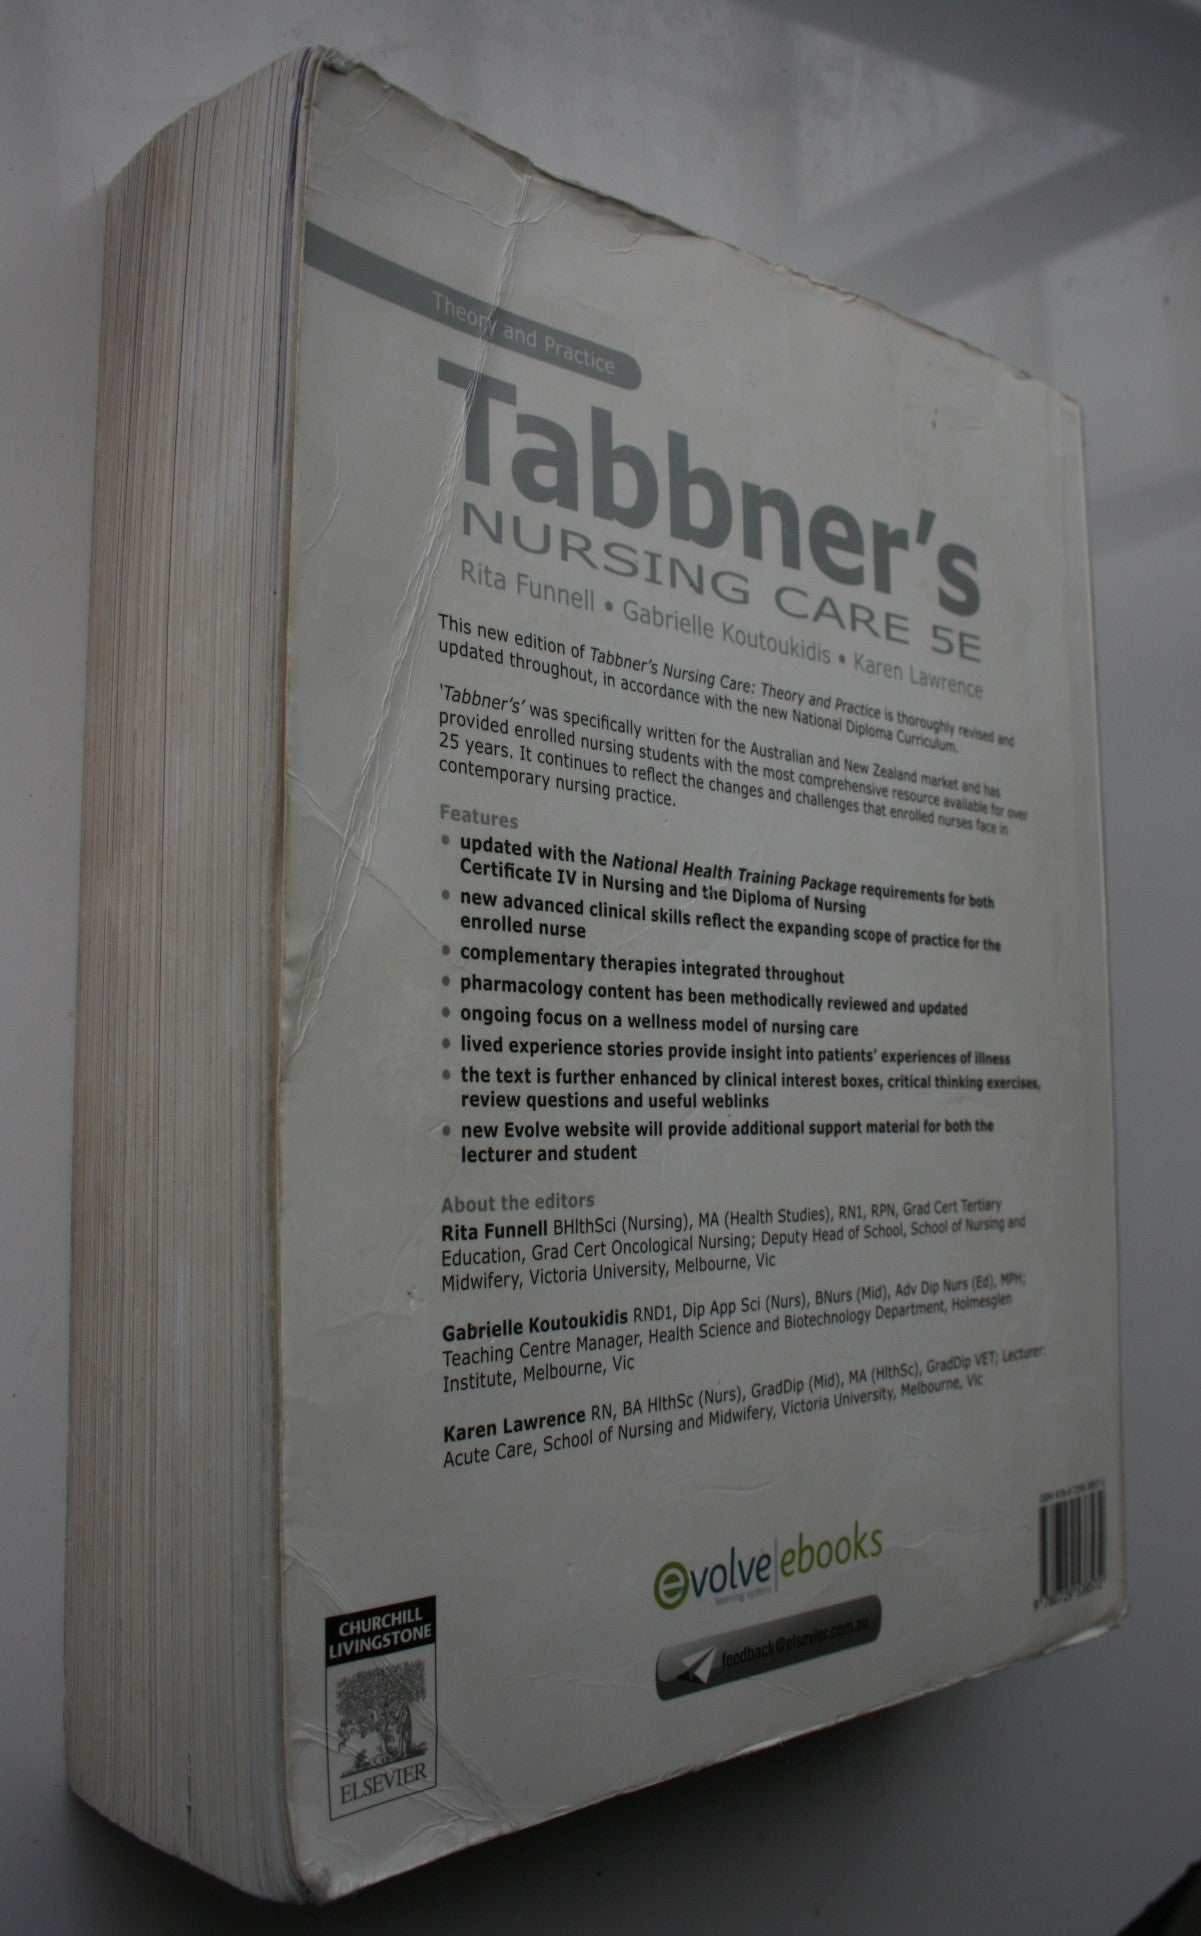 Theory and Practice
Tabbner's
NURSING CARE 5E
Rita Funnell • Gabrielle Koutoukidis • Karen Lawrence
This new edition of Tabbner's Nursing Care: Theory and Practice is thoroughly revised and
updated throughout, in accordance with the new National Diploma Curriculum.
'Tabbner's' was specifically written for the Australian and New Zealand market and has
provided enrolled nursing students with the most comprehensive resource available for over
25 years. It continues to reflect the changes and challenges that enrolled nurses face in
contemporary nursing practice.
Features
• updated with the National Health Training Package requirements for both
Certificate IV in Nursing and the Diploma of Nursing
• new advanced clinical skills reflect the expanding scope of practice for the
enrolled nurse
• complementary therapies integrated throughout
• pharmacology content has been methodically reviewed and updated
• ongoing focus on a wellness model of nursing care
• lived experience stories provide insight into patients' experiences of illness
• the text is further enhanced by clinical interest boxes, critical thinking exercises,
review questions and useful weblinks
• new Evolve website will provide additional support material for both the
lecturer and student
About the editors
Rita Funnell BHlthSci (Nursing), MA (Health Studies), RN1, RPN, Grad Cert Tertiary
Education, Grad Cert Oncological Nursing; Deputy Head of School, School of Nursing and
Midwifery, Victoria University, Melbourne, Vic
Gabrielle Koutoukidis RND1, Dip App Sci (Nurs), BNurs (Mid), Adv Dip Nurs (Ed), MPH;
Teaching Centre Manager, Health Science and Biotechnology Department, Holmesglen
Institute, Melbourne, Vic
Karen Lawrence RN, BA HlthSc (Nurs), GradDip (Mid), MA (HlthSc), GradDip VET; Lecturer:
Acute Care, School of Nursing and Midwifery, Victoria University, Melbourne, Vic
evolve ebooks
learning system
feedback@elsevier.com.au
CHURCHILL
LIVINGSTONE
ELSEVIER